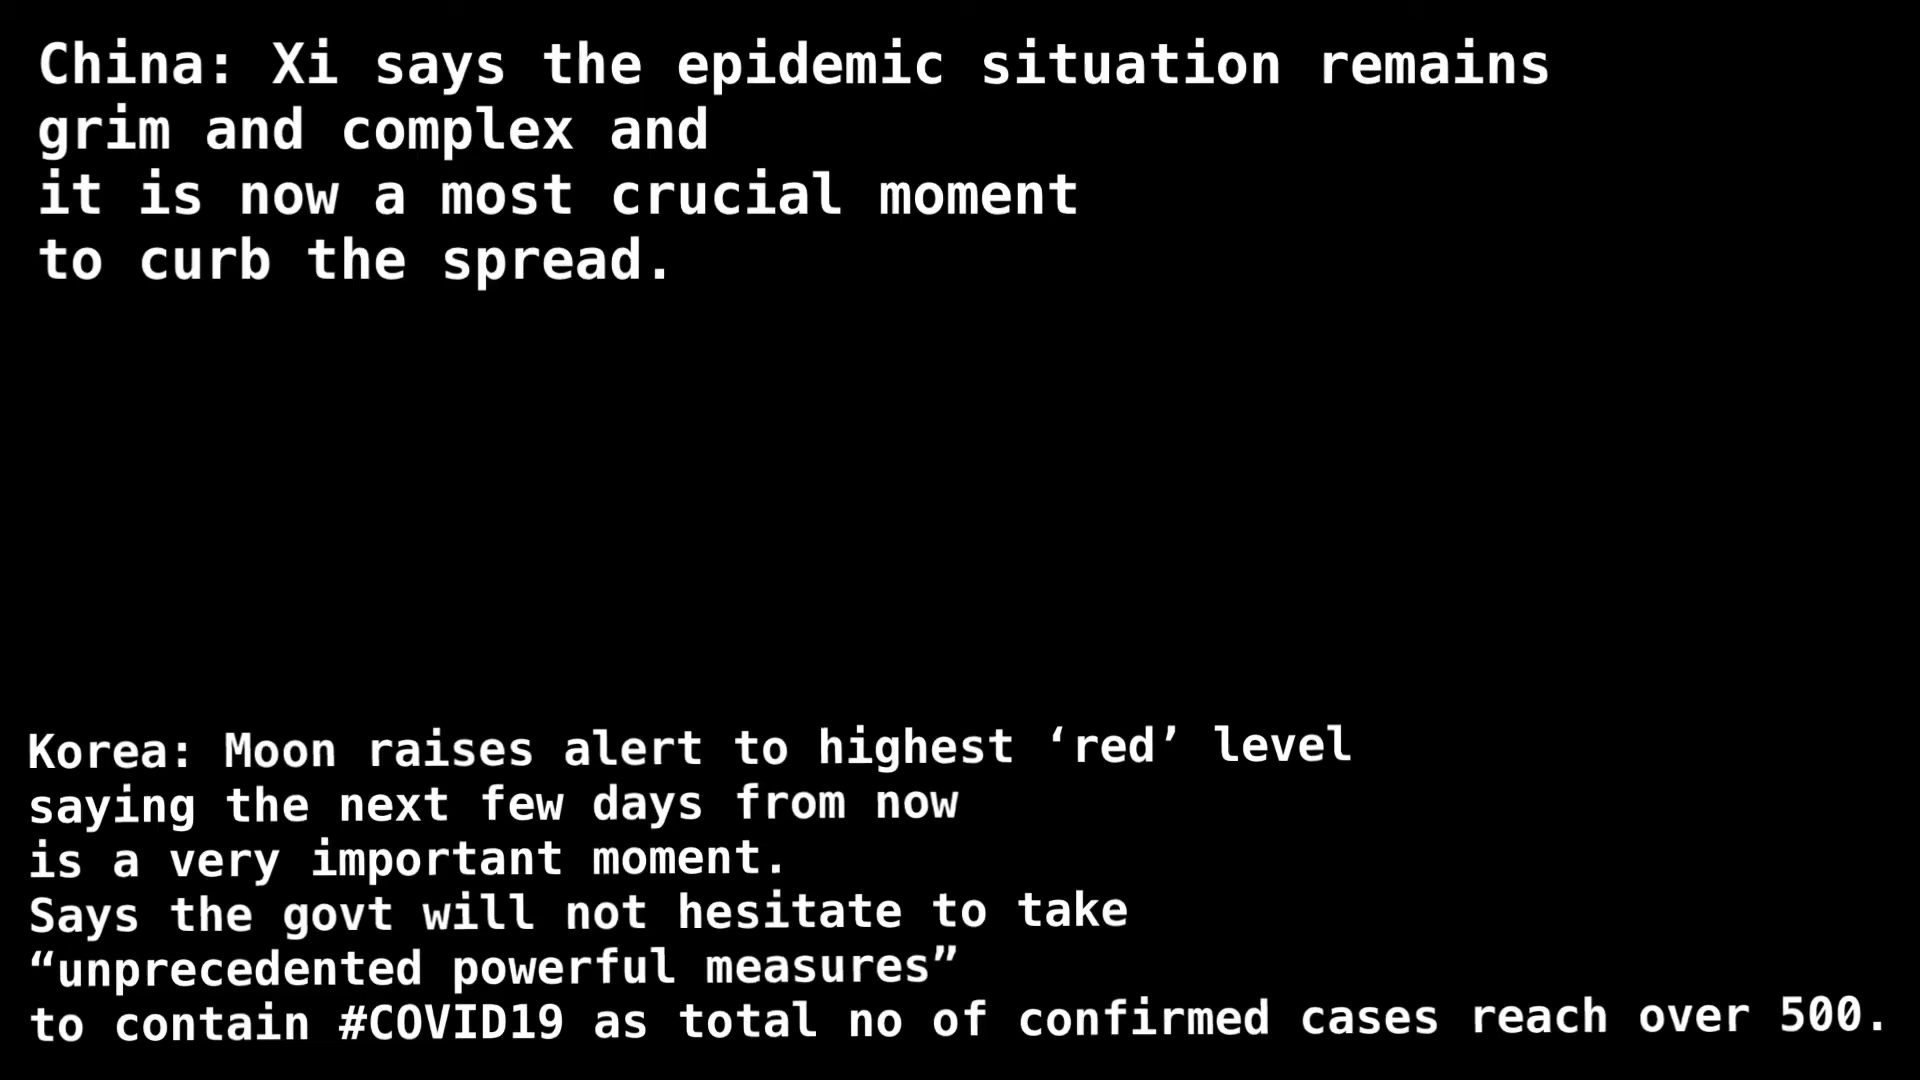 China: Xi says the epidemic situation remains
grim and complex and
it is now a most crucial moment
to curb the spread.
Korea: Moon raises alert to highest ‘red’ level
saying the next few days from now
is a very important moment.
Says the govt will not hesitate to take
“unprecedented powerful measures”
to contain #COVID19 as total no of confirmed cases reach over 500.